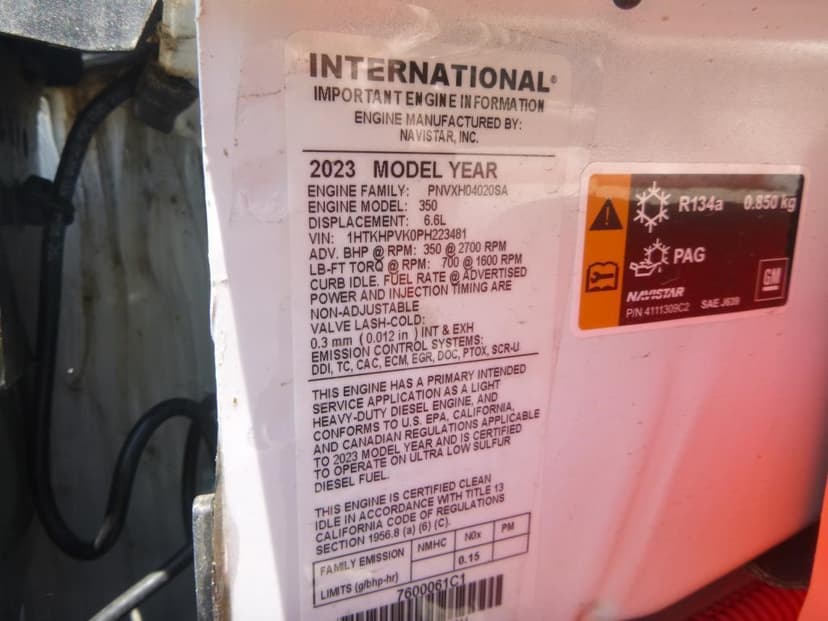 INTERNATIONAL®
IMPORTANT ENGINE INFORMATION
ENGINE MANUFACTURED BY:
NAVISTAR, INC.
2023 MODEL YEAR
ENGINE FAMILY: PNVXH04020SA
ENGINE MODEL: 350
DISPLACEMENT: 6.6L
VIN: 1HTKHPVK0PH223481
ADV. BHP @ RPM: 350 @ 2700 RPM
LB-FT TORQ @ RPM: 700 @ 1600 RPM
CURB IDLE. FUEL RATE @ ADVERTISED
POWER AND INJECTION TIMING ARE
NON-ADJUSTABLE
VALVE LASH-COLD:
0.3 mm (0.012 in) INT & EXH
EMISSION CONTROL SYSTEMS:
DDI, TC, CAC, ECM, EGR, DOC, PTOX, SCR-U
THIS ENGINE HAS A PRIMARY INTENDED
SERVICE APPLICATION AS A LIGHT
HEAVY-DUTY DIESEL ENGINE, AND
CONFORMS TO U.S. EPA, CALIFORNIA,
AND CANADIAN REGULATIONS APPLICABLE
TO 2023 MODEL YEAR AND IS CERTIFIED
TO OPERATE ON ULTRA LOW SULFUR
DIESEL FUEL.
THIS ENGINE IS CERTIFIED CLEAN
IDLE IN ACCORDANCE WITH TITLE 13
CALIFORNIA CODE OF REGULATIONS
SECTION 1956.8 (a) (6) (C).
FAMILY EMISSION NMHC N0x PM
LIMITS (g/bhp-hr) 0.15
7600061C1
R134a 0.850 kg
PAG
NAVISTAR GM
P/N 4111309C2 SAE J639